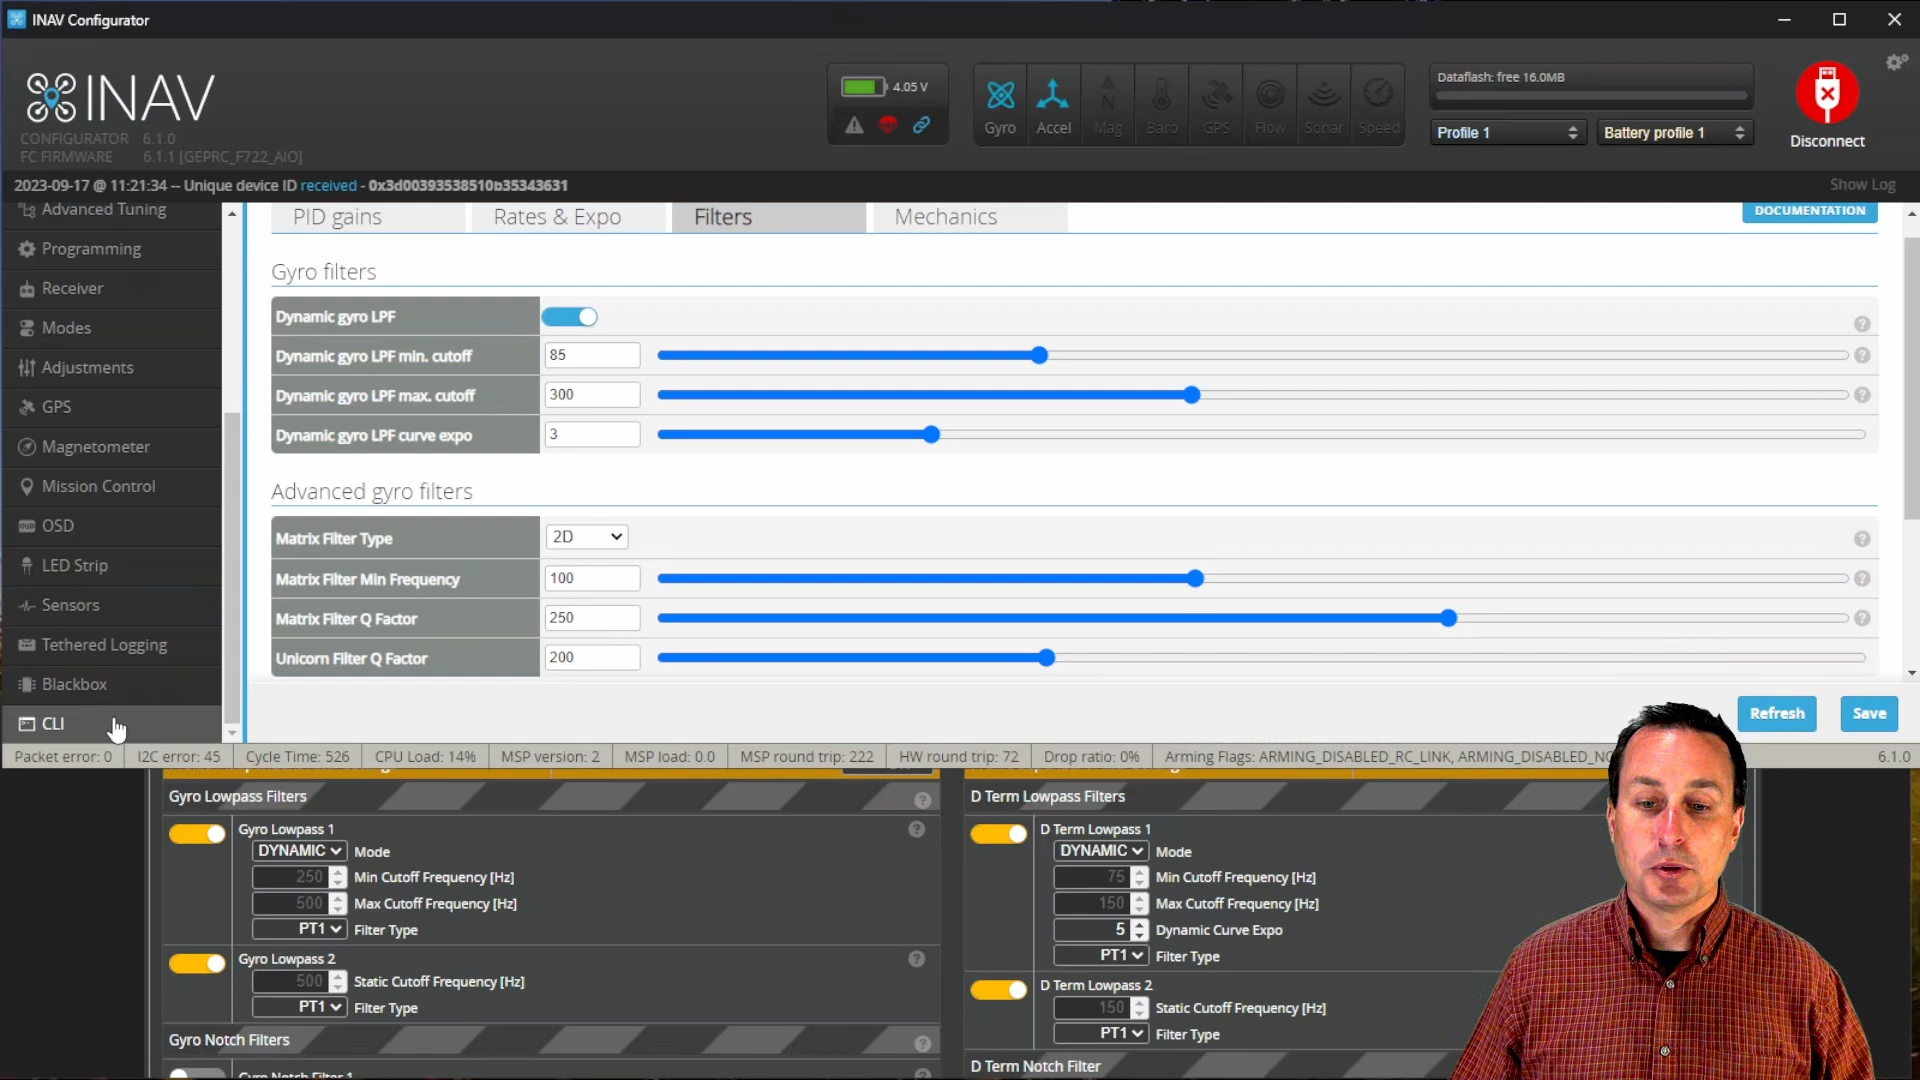 INAV Configurator
INAV
CONFIGURATOR 6.1.0
FC FIRMWARE 6.1.1 [GEPRC_F722_AIO]
4.05 V
Gyro
Accel
Mag
Baro
GPS
Flow
Sonar
Speed
Dataflash: free 16.0MB
Profile 1
Battery profile 1
Disconnect
2023-09-17 @ 11:21:34 -- Unique device ID received - 0x3d00393538510b35343631
Show Log
Advanced Tuning
Programming
Receiver
Modes
Adjustments
GPS
Magnetometer
Mission Control
OSD
LED Strip
Sensors
Tethered Logging
Blackbox
CLI
PID gains
Rates & Expo
Filters
Mechanics
DOCUMENTATION
Gyro filters
Dynamic gyro LPF
Dynamic gyro LPF min. cutoff 85
Dynamic gyro LPF max. cutoff 300
Dynamic gyro LPF curve expo 3
Advanced gyro filters
Matrix Filter Type 2D
Matrix Filter Min Frequency 100
Matrix Filter Q Factor 250
Unicorn Filter Q Factor 200
Refresh
Save
Packet error: 0
I2C error: 45
Cycle Time: 526
CPU Load: 14%
MSP version: 2
MSP load: 0.0
MSP round trip: 222
HW round trip: 72
Drop ratio: 0%
Arming Flags: ARMING_DISABLED_RC_LINK, ARMING_DISABLED_NO
6.1.0
Gyro Lowpass Filters
Gyro Lowpass 1
DYNAMIC Mode
250 Min Cutoff Frequency [Hz]
500 Max Cutoff Frequency [Hz]
PT1 Filter Type
Gyro Lowpass 2
500 Static Cutoff Frequency [Hz]
PT1 Filter Type
Gyro Notch Filters
Gyro Notch Filter 1
D Term Lowpass Filters
D Term Lowpass 1
DYNAMIC Mode
75 Min Cutoff Frequency [Hz]
150 Max Cutoff Frequency [Hz]
5 Dynamic Curve Expo
PT1 Filter Type
D Term Lowpass 2
150 Static Cutoff Frequency [Hz]
PT1 Filter Type
D Term Notch Filter